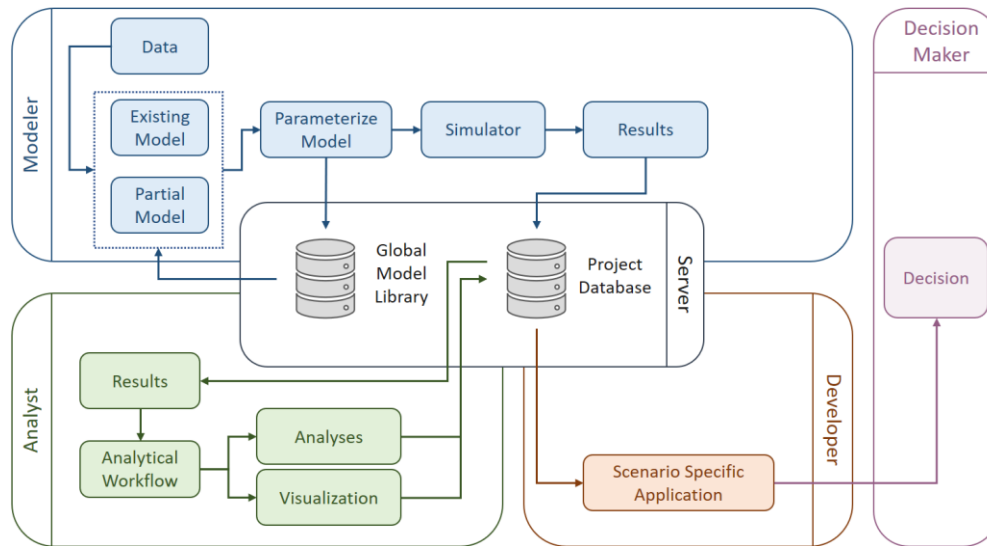 Modeler
Data
Existing
Model
Partial
Model
Parameterize
Model
Simulator
Results
Decision
Maker
Decision
Global
Model
Library
Project
Database
Server
Analyst
Results
Analytical
Workflow
Analyses
Visualization
Developer
Scenario Specific
Application